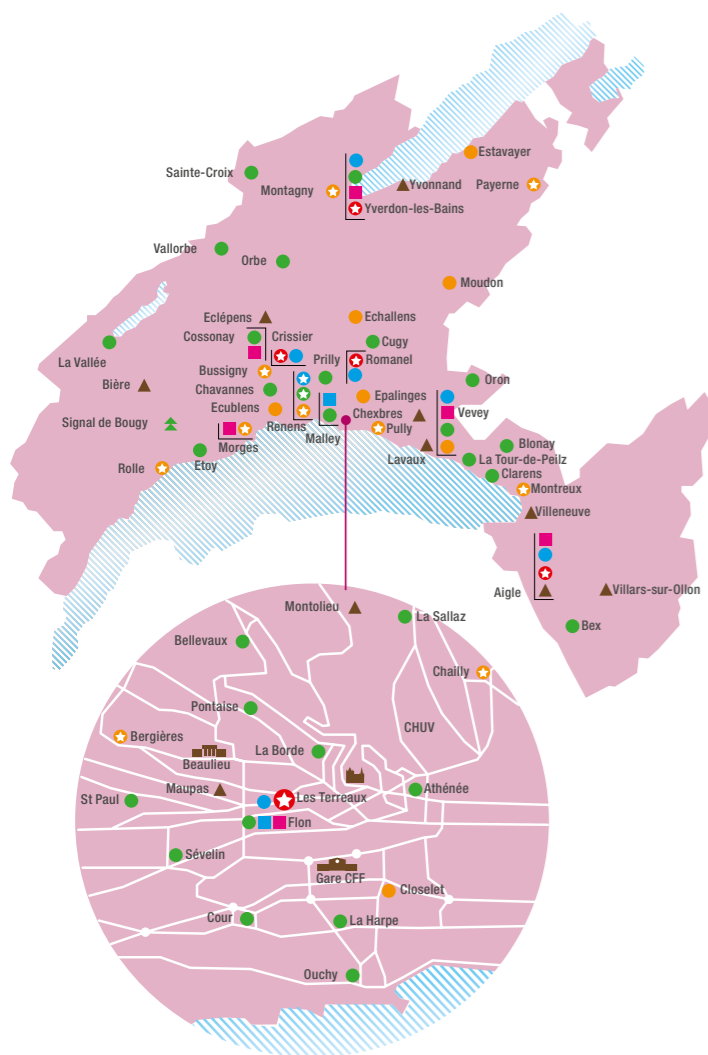 Estavayer
Sainte-Croix
Montagny
Yvonnand
Payerne
Yverdon-les-Bains
Vallorbe
Orbe
Moudon
Eclépens
Echallens
Cossonay
Crissier
Cugy
La Vallée
Prilly
Romanel
Bussigny
Bière
Oron
Chavannes
Epalinges
Ecublens
Chexbres
Vevey
Signal de Bougy
Renens
Malley
Pully
Morges
Blonay
Lavaux
La Tour-de-Peilz
Etoy
Rolle
Clarens
Montreux
Villeneuve
Aigle
Villars-sur-Ollon
Bex
Montolieu
La Sallaz
Bellevaux
Chailly
Pontaise
CHUV
Bergières
La Borde
Beaulieu
Maupas
Athénée
St Paul
Les Terreaux
Flon
Sévelin
Gare CFF
Closelet
Cour
La Harpe
Ouchy